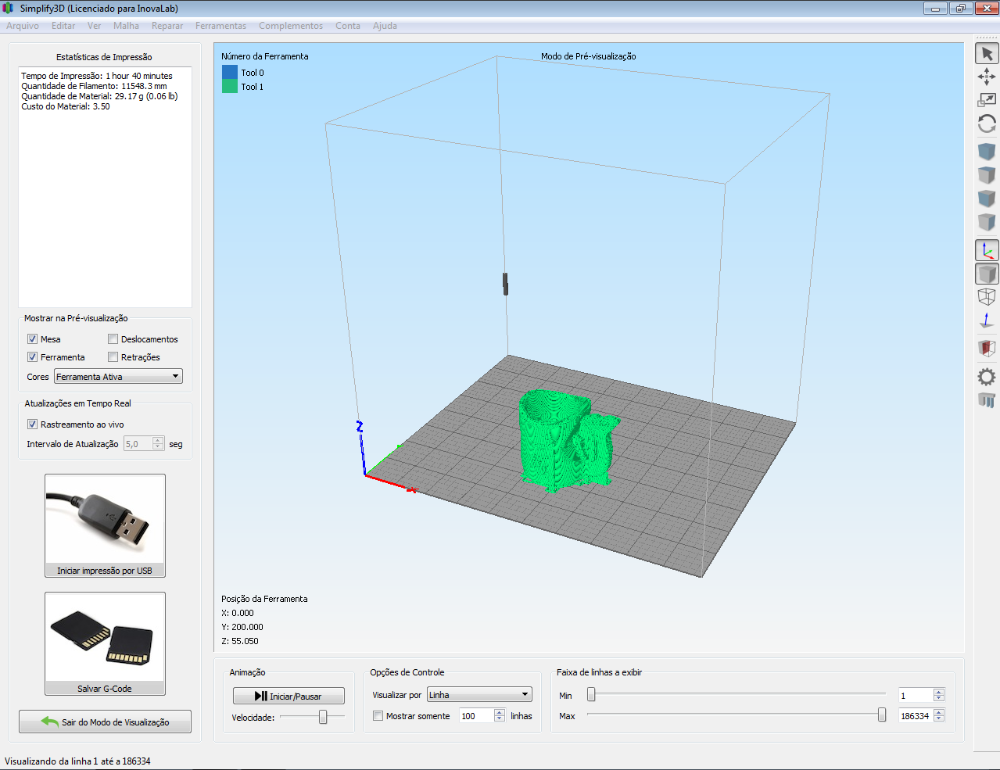 Simplify3D (Licenciado para InovaLab)
Arquivo Editar Ver Malha Reparar Ferramentas Complementos Conta Ajuda
Estatísticas de Impressão
Tempo de Impressão: 1 hour 40 minutes
Quantidade de Filamento: 11548.3 mm
Quantidade de Material: 29.17 g (0.06 lb)
Custo do Material: 3.50
Mostrar na Pré-visualização
Mesa Deslocamentos
Ferramenta Retrações
Cores Ferramenta Ativa
Atualizações em Tempo Real
Rastreamento ao vivo
Intervalo de Atualização 5,0 seg
Iniciar impressão por USB
Salvar G-Code
Sair do Modo de Visualização
Número da Ferramenta
Tool 0
Tool 1
Modo de Pré-visualização
Z
X
Posição da Ferramenta
X: 0.000
Y: 200.000
Z: 55.050
Animação
Iniciar/Pausar
Velocidade:
Opções de Controle
Visualizar por Linha
Mostrar somente 100 linhas
Faixa de linhas a exibir
Min 1
Max 186334
Visualizando da linha 1 até a 186334